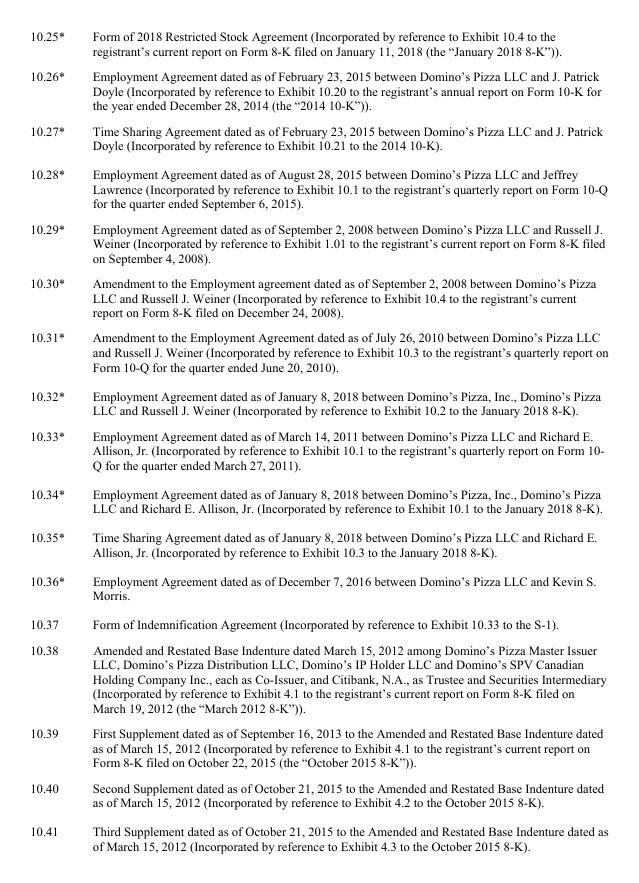 10.25* Form of 2018 Restricted Stock Agreement (Incorporated by reference to Exhibit 10.4 to the
registrant’s current report on Form 8-K filed on January 11, 2018 (the “January 2018 8-K”)).
10.26* Employment Agreement dated as of February 23, 2015 between Domino’s Pizza LLC and J. Patrick
Doyle (Incorporated by reference to Exhibit 10.20 to the registrant’s annual report on Form 10-K for
the year ended December 28, 2014 (the “2014 10-K”)).
10.27* Time Sharing Agreement dated as of February 23, 2015 between Domino’s Pizza LLC and J. Patrick
Doyle (Incorporated by reference to Exhibit 10.21 to the 2014 10-K).
10.28* Employment Agreement dated as of August 28, 2015 between Domino’s Pizza LLC and Jeffrey
Lawrence (Incorporated by reference to Exhibit 10.1 to the registrant’s quarterly report on Form 10-Q
for the quarter ended September 6, 2015).
10.29* Employment Agreement dated as of September 2, 2008 between Domino’s Pizza LLC and Russell J.
Weiner (Incorporated by reference to Exhibit 1.01 to the registrant’s current report on Form 8-K filed
on September 4, 2008).
10.30* Amendment to the Employment agreement dated as of September 2, 2008 between Domino’s Pizza
LLC and Russell J. Weiner (Incorporated by reference to Exhibit 10.4 to the registrant’s current
report on Form 8-K filed on December 24, 2008).
10.31* Amendment to the Employment agreement dated as of July 26, 2010 between Domino’s Pizza LLC
and Russell J. Weiner (Incorporated by reference to Exhibit 10.3 to the registrant’s quarterly report on
Form 10-Q for the quarter ended June 20, 2010).
10.32* Employment Agreement dated as of January 8, 2018 between Domino’s Pizza, Inc., Domino’s Pizza
LLC and Russell J. Weiner (Incorporated by reference to Exhibit 10.2 to the January 2018 8-K).
10.33* Employment Agreement dated as of March 14, 2011 between Domino’s Pizza LLC and Richard E.
Allison, Jr. (Incorporated by reference to Exhibit 10.1 to the registrant’s quarterly report on Form 10-
Q for the quarter ended March 27, 2011).
10.34* Employment Agreement dated as of January 8, 2018 between Domino’s Pizza, Inc., Domino’s Pizza
LLC and Richard E. Allison, Jr. (Incorporated by reference to Exhibit 10.1 to the January 2018 8-K).
10.35* Time Sharing Agreement dated as of January 8, 2018 between Domino’s Pizza LLC and Richard E.
Allison, Jr. (Incorporated by reference to Exhibit 10.3 to the January 2018 8-K).
10.36* Employment Agreement dated as of December 7, 2016 between Domino’s Pizza LLC and Kevin S.
Morris.
10.37 Form of Indemnification Agreement (Incorporated by reference to Exhibit 10.33 to the S-1).
10.38 Amended and Restated Base Indenture dated March 15, 2012 among Domino’s Pizza Master Issuer
LLC, Domino’s Pizza Distribution LLC, Domino’s IP Holder LLC and Domino’s SPV Canadian
Holding Company Inc., each as Co-Issuer, and Citibank, N.A., as Trustee and Securities Intermediary
(Incorporated by reference to Exhibit 4.1 to the registrant’s current report on Form 8-K filed on
March 19, 2012 (the “March 2012 8-K”)).
10.39 First Supplement dated as of September 16, 2013 to the Amended and Restated Base Indenture dated
as of March 15, 2012 (Incorporated by reference to Exhibit 4.1 to the registrant’s current report on
Form 8-K filed on October 22, 2015 (the “October 2015 8-K”)).
10.40 Second Supplement dated as of October 21, 2015 to the Amended and Restated Base Indenture dated
as of March 15, 2012 (Incorporated by reference to Exhibit 4.2 to the October 2015 8-K).
10.41 Third Supplement dated as of October 21, 2015 to the Amended and Restated Base Indenture dated as
of March 15, 2012 (Incorporated by reference to Exhibit 4.3 to the October 2015 8-K).